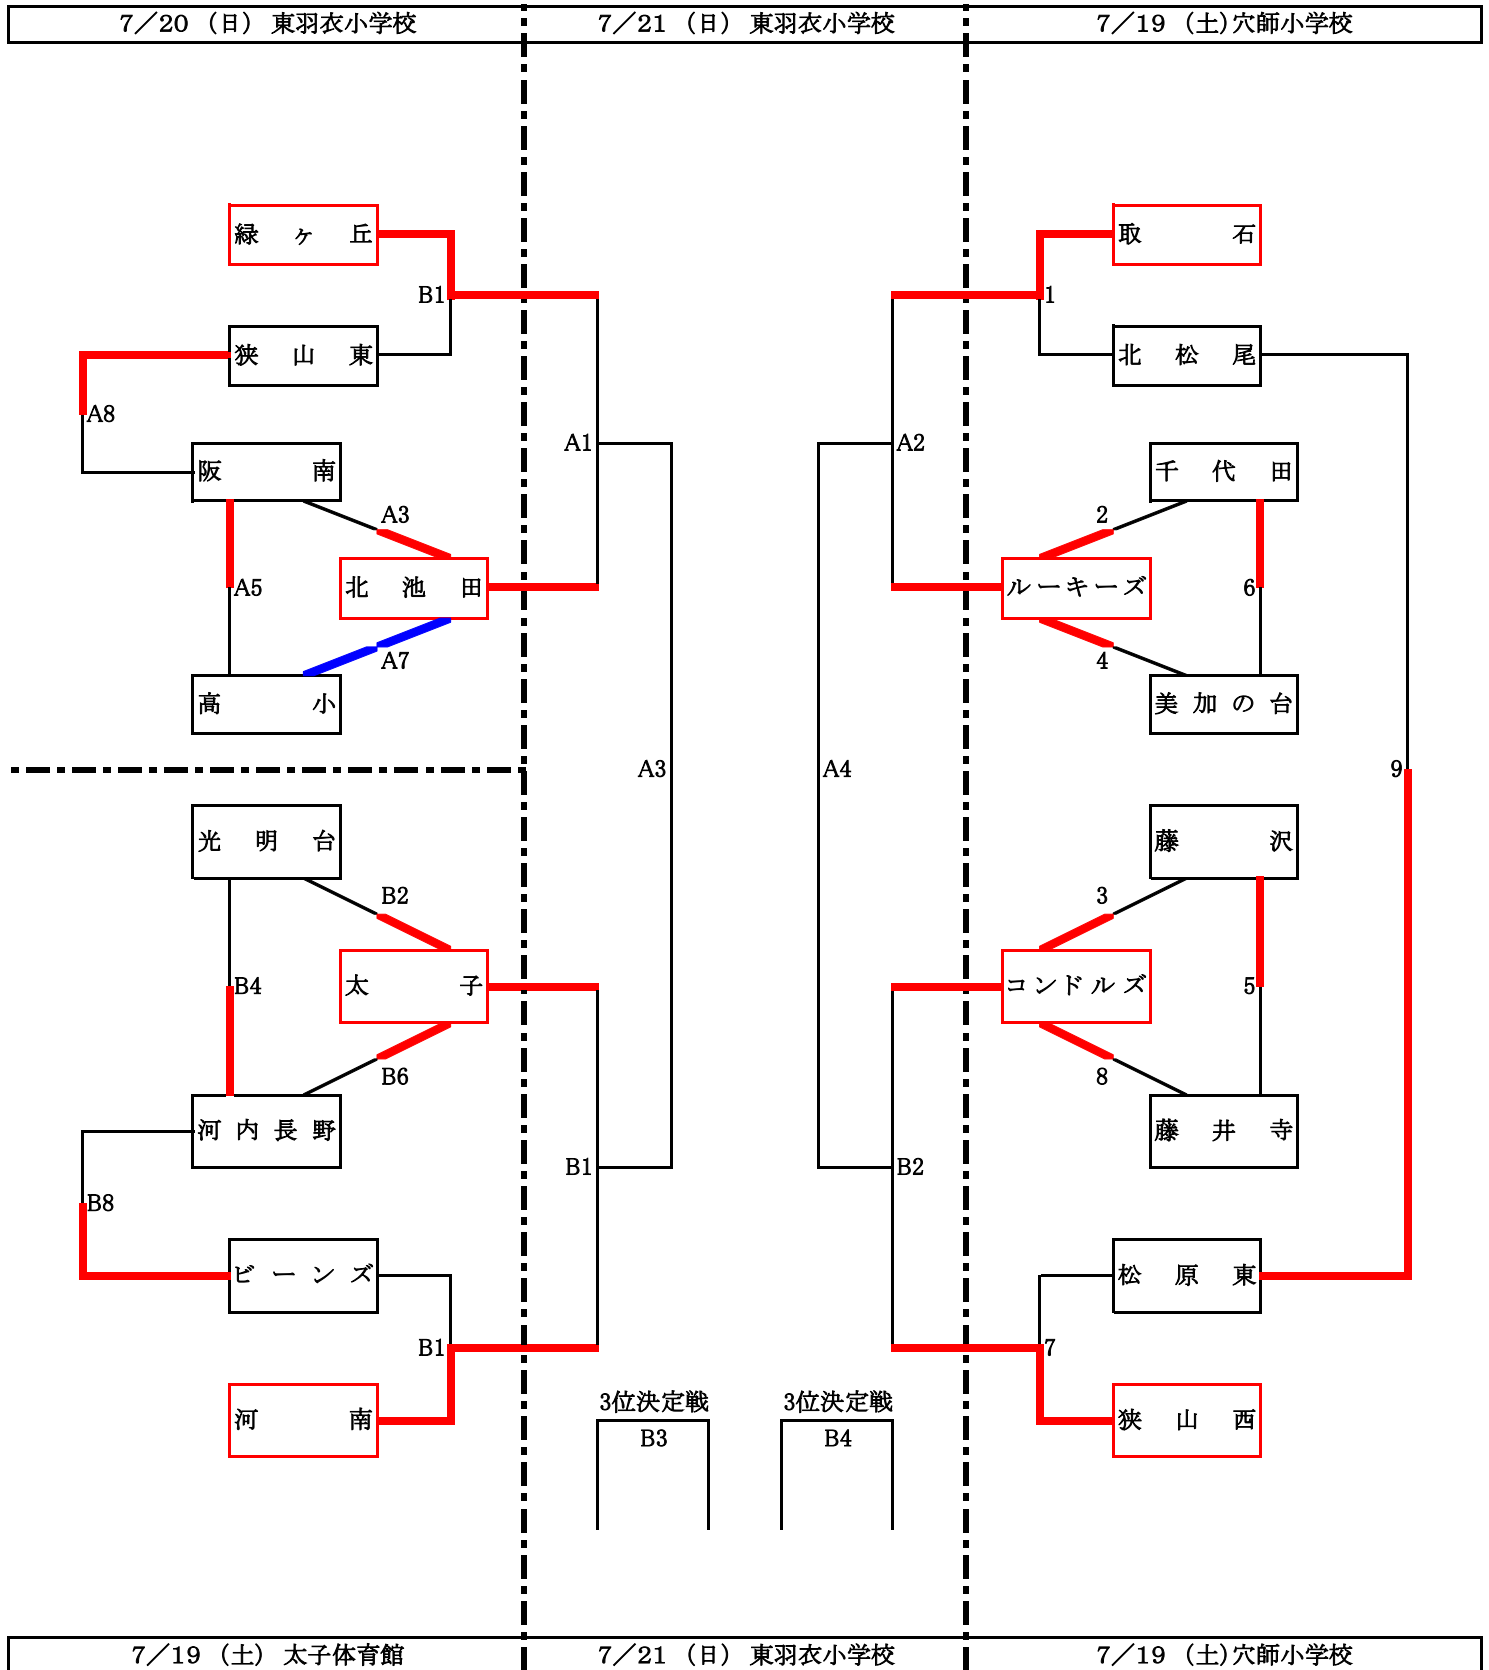 7／20 （日） 東羽衣小学校
7／21 （日） 東羽衣小学校
7／19 （土）穴師小学校
緑ヶ丘
取石
B1
1
狭山東
北松尾
A8
A1
A2
阪南
千代田
A3
2
A5
北池田
ルーキーズ
6
A7
4
高小
美加の台
A3
A4
9
光明台
藤沢
B2
3
B4
太子
コンドルズ
5
B6
8
河内長野
藤井寺
B1
B2
B8
ビーンズ
松原東
B1
7
3位決定戦
3位決定戦
河南
B3
B4
狭山西
7／19 （土） 太子体育館
7／21 （日） 東羽衣小学校
7／19 （土）穴師小学校